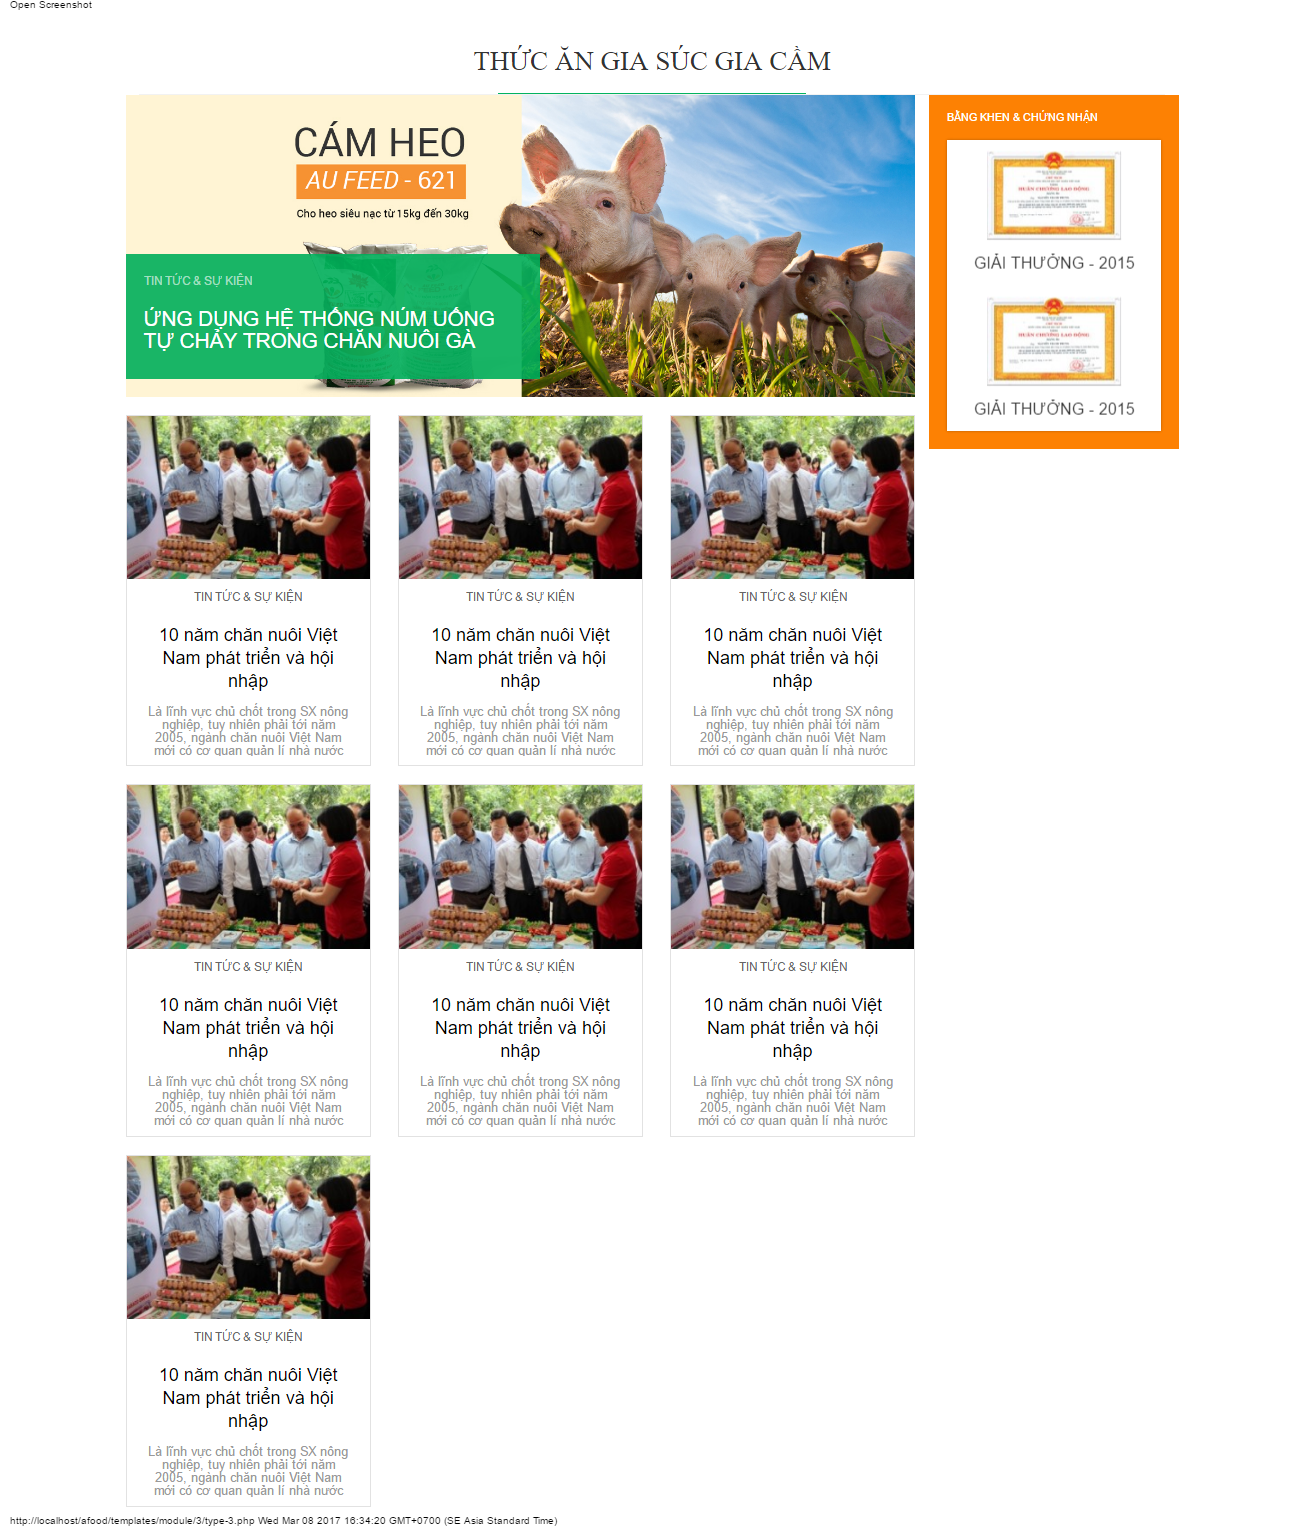 Open Screenshot
THỨC ĂN GIA SÚC GIA CẦM
CÁM HEO
AU FEED - 621
Cho heo siêu nạc từ 15kg đến 30kg
TIN TỨC & SỰ KIỆN
ỨNG DỤNG HỆ THỐNG NÚM UỐNG
TỰ CHẢY TRONG CHĂN NUÔI GÀ
BẰNG KHEN & CHỨNG NHẬN
HUÂN CHƯƠNG LAO ĐỘNG
GIẢI THƯỞNG - 2015
HUÂN CHƯƠNG LAO ĐỘNG
GIẢI THƯỞNG - 2015
TIN TỨC & SỰ KIỆN
10 năm chăn nuôi Việt
Nam phát triển và hội
nhập
Là lĩnh vực chủ chốt trong SX nông
nghiệp, tuy nhiên phải tới năm
2005, ngành chăn nuôi Việt Nam
mới có cơ quan quản lí nhà nước
TIN TỨC & SỰ KIỆN
10 năm chăn nuôi Việt
Nam phát triển và hội
nhập
Là lĩnh vực chủ chốt trong SX nông
nghiệp, tuy nhiên phải tới năm
2005, ngành chăn nuôi Việt Nam
mới có cơ quan quản lí nhà nước
TIN TỨC & SỰ KIỆN
10 năm chăn nuôi Việt
Nam phát triển và hội
nhập
Là lĩnh vực chủ chốt trong SX nông
nghiệp, tuy nhiên phải tới năm
2005, ngành chăn nuôi Việt Nam
mới có cơ quan quản lí nhà nước
TIN TỨC & SỰ KIỆN
10 năm chăn nuôi Việt
Nam phát triển và hội
nhập
Là lĩnh vực chủ chốt trong SX nông
nghiệp, tuy nhiên phải tới năm
2005, ngành chăn nuôi Việt Nam
mới có cơ quan quản lí nhà nước
TIN TỨC & SỰ KIỆN
10 năm chăn nuôi Việt
Nam phát triển và hội
nhập
Là lĩnh vực chủ chốt trong SX nông
nghiệp, tuy nhiên phải tới năm
2005, ngành chăn nuôi Việt Nam
mới có cơ quan quản lí nhà nước
TIN TỨC & SỰ KIỆN
10 năm chăn nuôi Việt
Nam phát triển và hội
nhập
Là lĩnh vực chủ chốt trong SX nông
nghiệp, tuy nhiên phải tới năm
2005, ngành chăn nuôi Việt Nam
mới có cơ quan quản lí nhà nước
TIN TỨC & SỰ KIỆN
10 năm chăn nuôi Việt
Nam phát triển và hội
nhập
Là lĩnh vực chủ chốt trong SX nông
nghiệp, tuy nhiên phải tới năm
2005, ngành chăn nuôi Việt Nam
mới có cơ quan quản lí nhà nước
http://localhost/afood/templates/module/3/type-3.php Wed Mar 08 2017 16:34:20 GMT+0700 (SE Asia Standard Time)